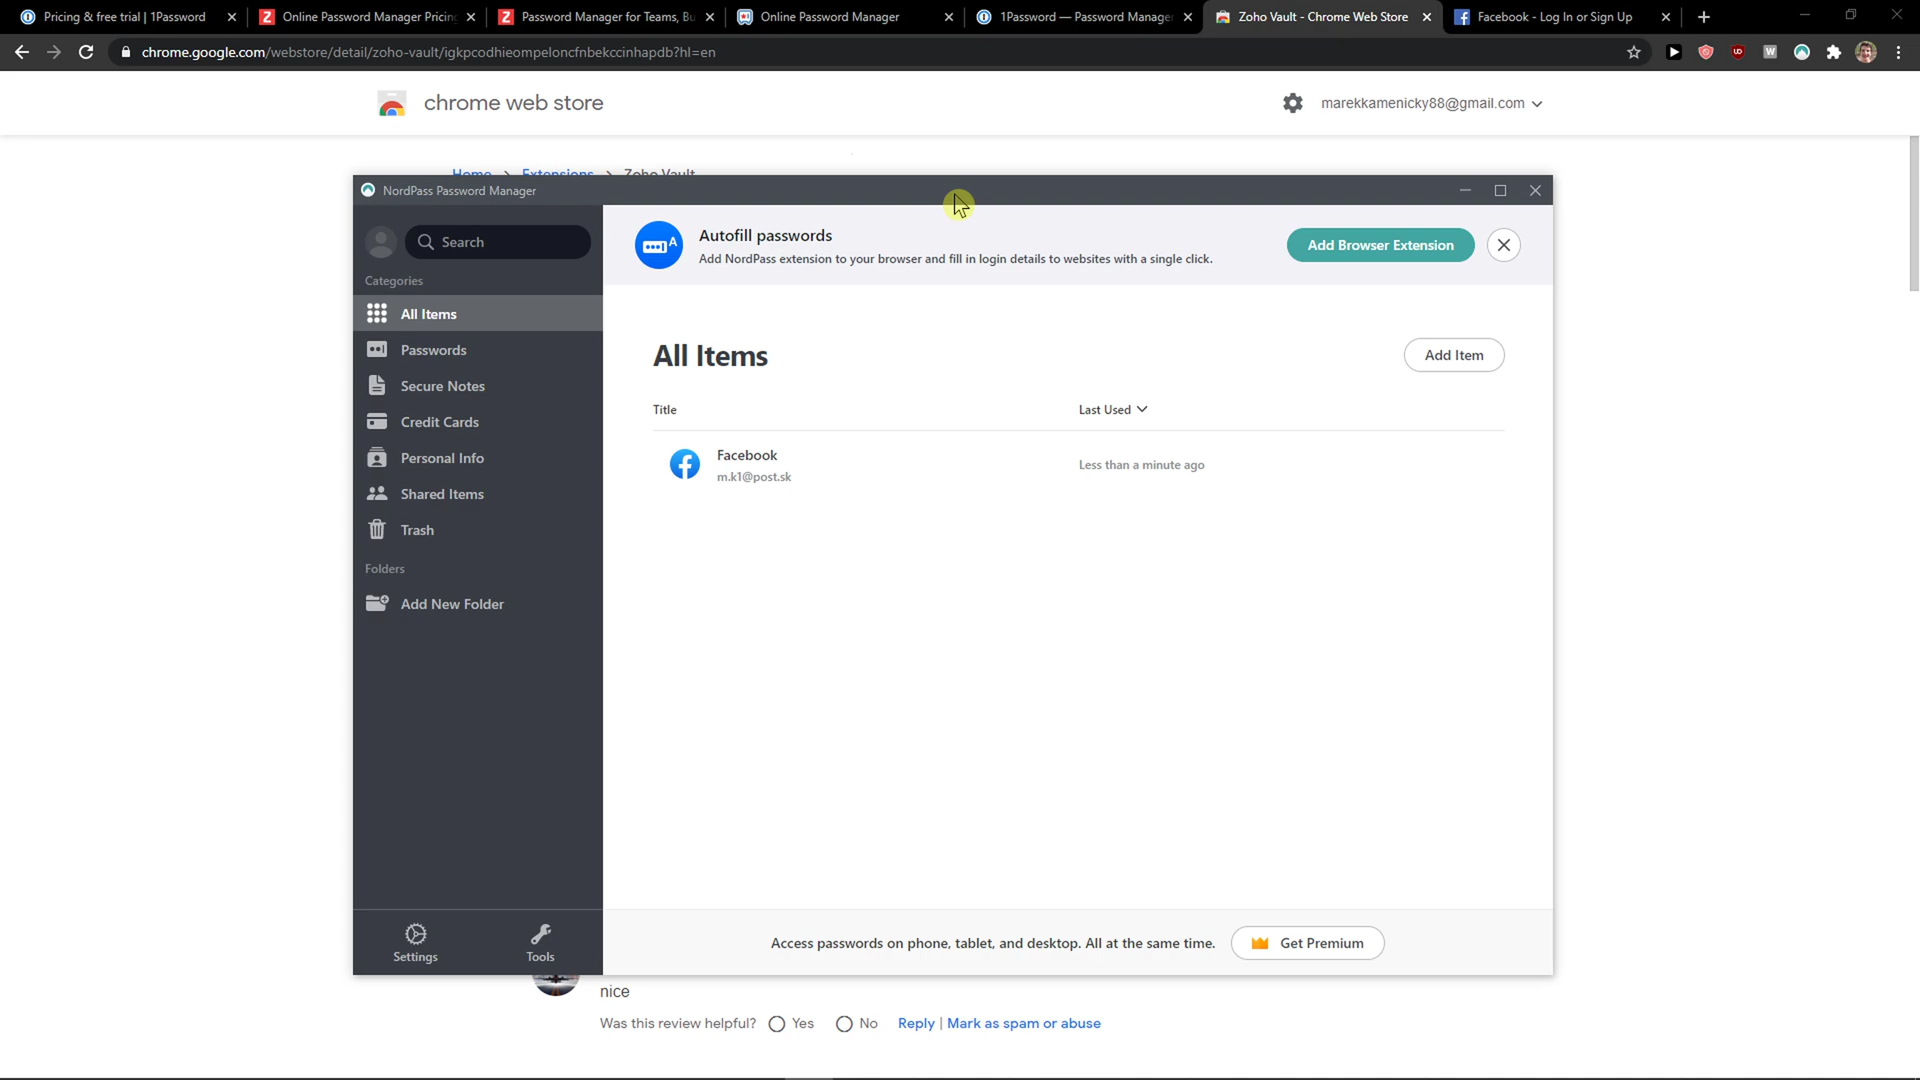 Pricing & free trial | 1Password
Online Password Manager Pricing
Password Manager for Teams, Bu
Online Password Manager
1Password — Password Manager
Zoho Vault - Chrome Web Store
Facebook - Log In or Sign Up
chrome.google.com/webstore/detail/zoho-vault/igkpcodhieompeloncfnbekccinhapdb?hl=en
chrome web store
marekkamenicky88@gmail.com
Home > Extensions > Zoho Vault
NordPass Password Manager
Search
Categories
All Items
Passwords
Secure Notes
Credit Cards
Personal Info
Shared Items
Trash
Folders
Add New Folder
Settings
Tools
Autofill passwords
Add NordPass extension to your browser and fill in login details to websites with a single click.
Add Browser Extension
All Items
Add Item
Title
Last Used
Facebook
m.k1@post.sk
Less than a minute ago
Access passwords on phone, tablet, and desktop. All at the same time.
Get Premium
nice
Was this review helpful? Yes No Reply | Mark as spam or abuse